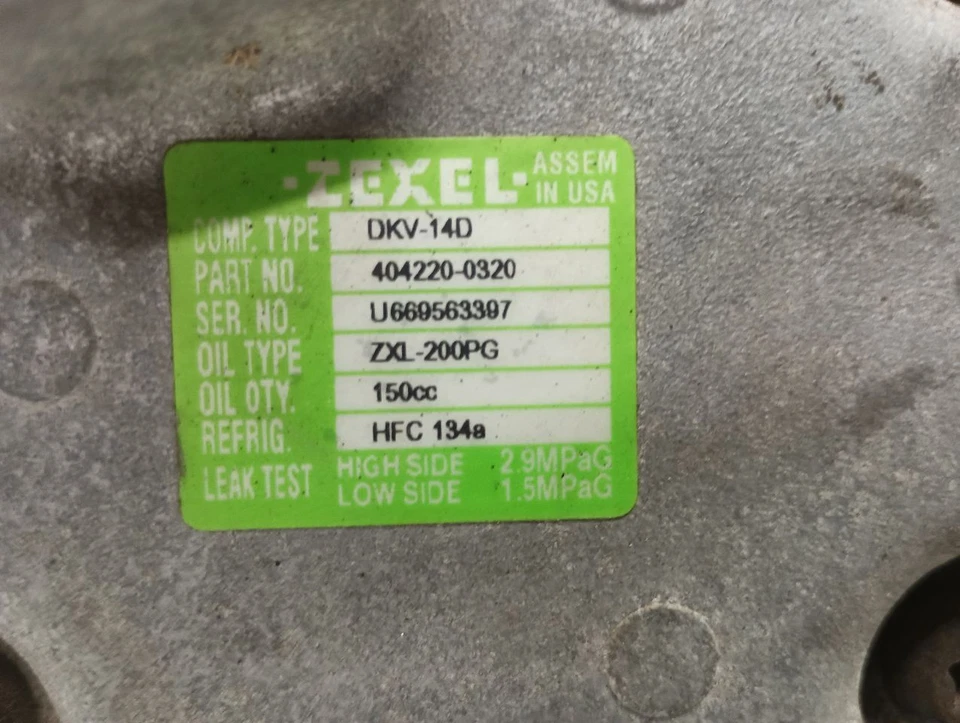 ·ZEXEL· ASSEM
IN USA
COMP. TYPE DKV-14D
PART NO. 404220-0320
SER. NO. U669563397
OIL TYPE ZXL-200PG
OIL QTY. 150cc
REFRIG. HFC 134a
LEAK TEST HIGH SIDE 2.9MPaG
LOW SIDE 1.5MPaG